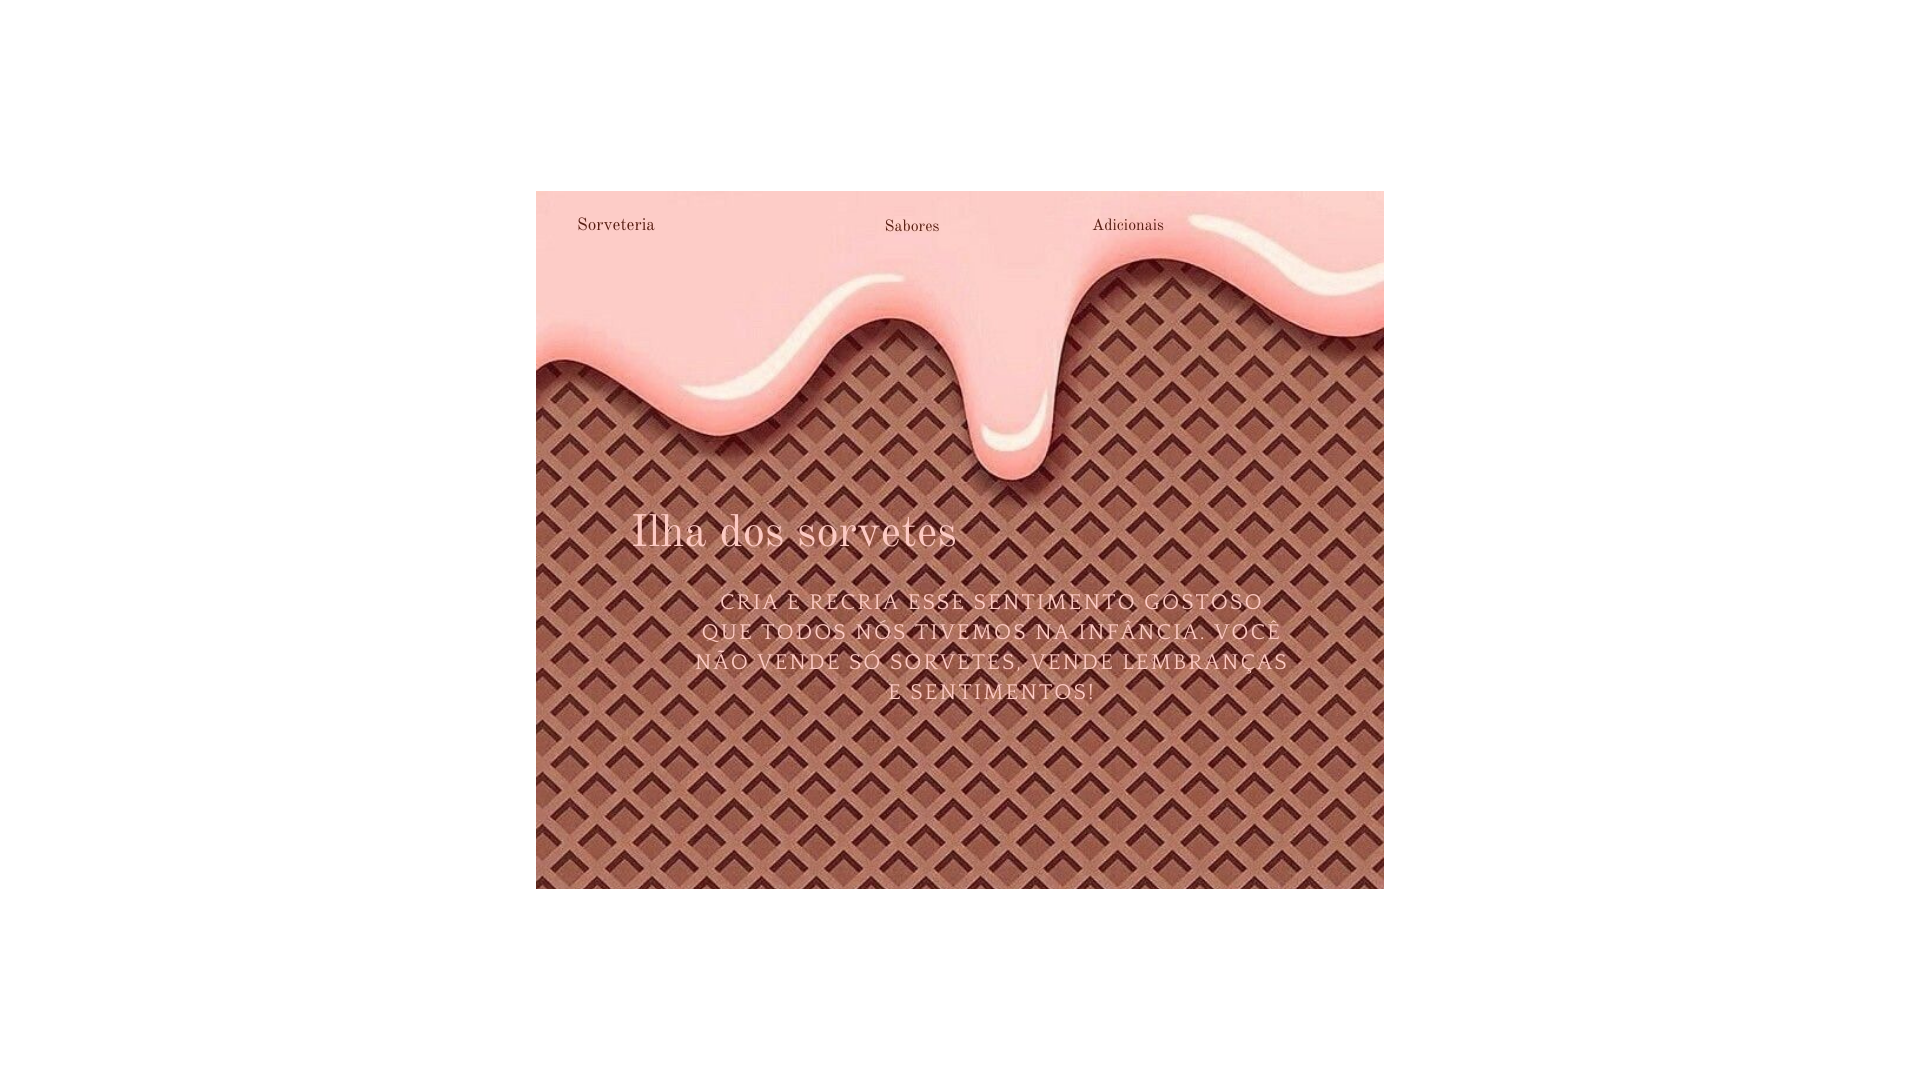 Sorveteria
Sabores
Adicionais
Ilha dos sorvetes
CRIA E RECRIA ESSE SENTIMENTO GOSTOSO
QUE TODOS NÓS TIVEMOS NA INFÂNCIA. VOCÊ
NÃO VENDE SÓ SORVETES, VENDE LEMBRANÇAS
E SENTIMENTOS!